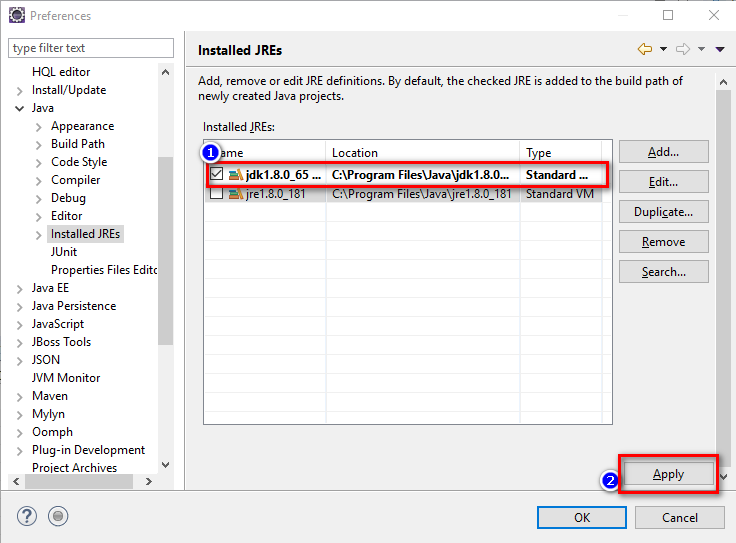 Preferences
type filter text
HQL editor
Install/Update
Java
Appearance
Build Path
Code Style
Compiler
Debug
Editor
Installed JREs
JUnit
Properties Files Edito
Java EE
Java Persistence
JavaScript
JBoss Tools
JSON
JVM Monitor
Maven
Mylyn
Oomph
Plug-in Development
Project Archives
Installed JREs
Add, remove or edit JRE definitions. By default, the checked JRE is added to the build path of
newly created Java projects.
Installed JREs:
1
ame Location Type
jdk1.8.0_65 ... C:\Program Files\Java\jdk1.8.0... Standard ...
jre1.8.0_181 C:\Program Files\Java\jre1.8.0_181 Standard VM
Add...
Edit...
Duplicate...
Remove
Search...
2 Apply
? OK Cancel